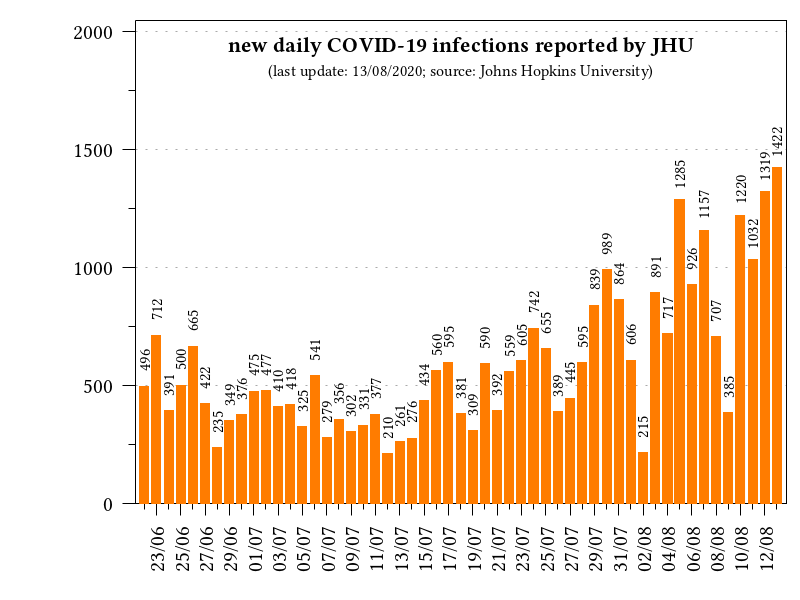 new daily COVID-19 infections reported by JHU
(last update: 13/08/2020; source: Johns Hopkins University)
2000
1500
1000
500
0
496 712 391 500 665 422 235 349 376 475 477 410 418 325 541 279 356 302 331 377 210 261 276 434 560 595 381 309 590 392 559 605 742 655 389 445 595 839 989 864 606 215 891 717 1285 926 1157 707 385 1220 1032 1319 1422
23/06 25/06 27/06 29/06 01/07 03/07 05/07 07/07 09/07 11/07 13/07 15/07 17/07 19/07 21/07 23/07 25/07 27/07 29/07 31/07 02/08 04/08 06/08 08/08 10/08 12/08